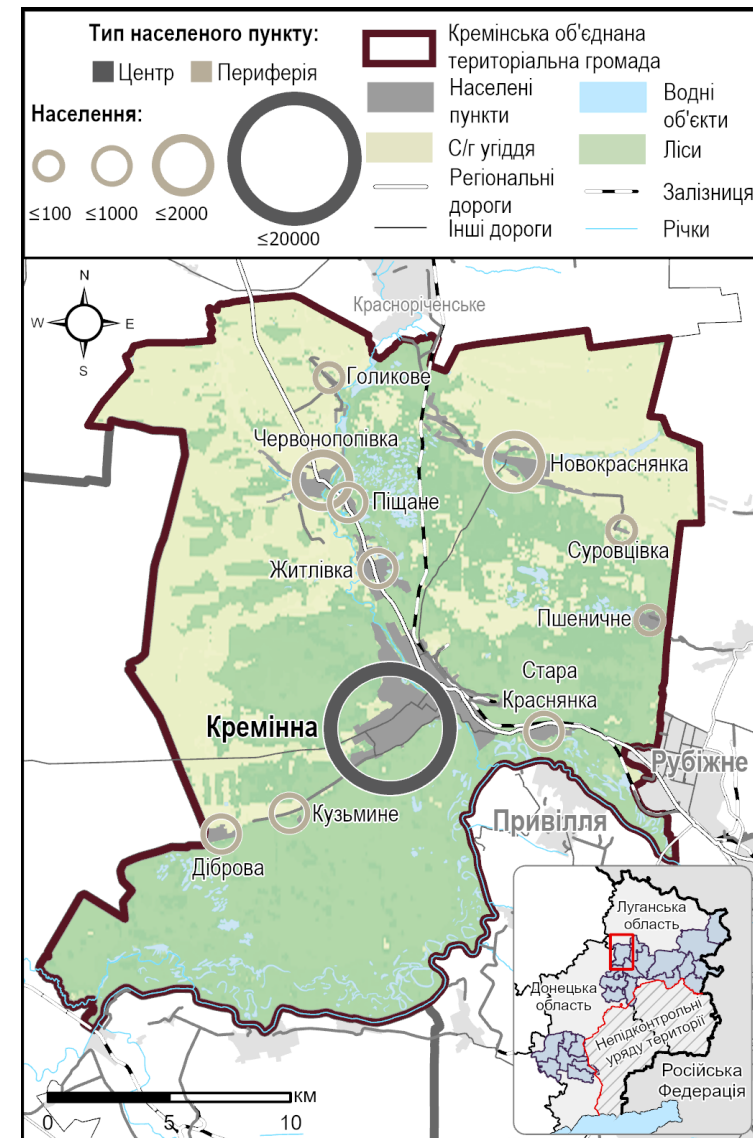 Тип населеного пункту:
Центр
Периферія
Населення:
≤100
≤1000
≤2000
≤20000
Кремінська об'єднана
територіальна громада
Населені
пункти
Водні
об'єкти
С/г угіддя
Ліси
Регіональні
дороги
Залізниця
Інші дороги
Річки
N
W
E
S
Красноріченське
Голикове
Червонопопівка
Новокраснянка
Піщане
Суровцівка
Житлівка
Пшеничне
Стара
Краснянка
Кремінна
Рубіжне
Кузьмине
Привілля
Діброва
Луганська
область
Донецька
область
Непідконтрольні
уряду території
Російська
Федерація
км
0
5
10